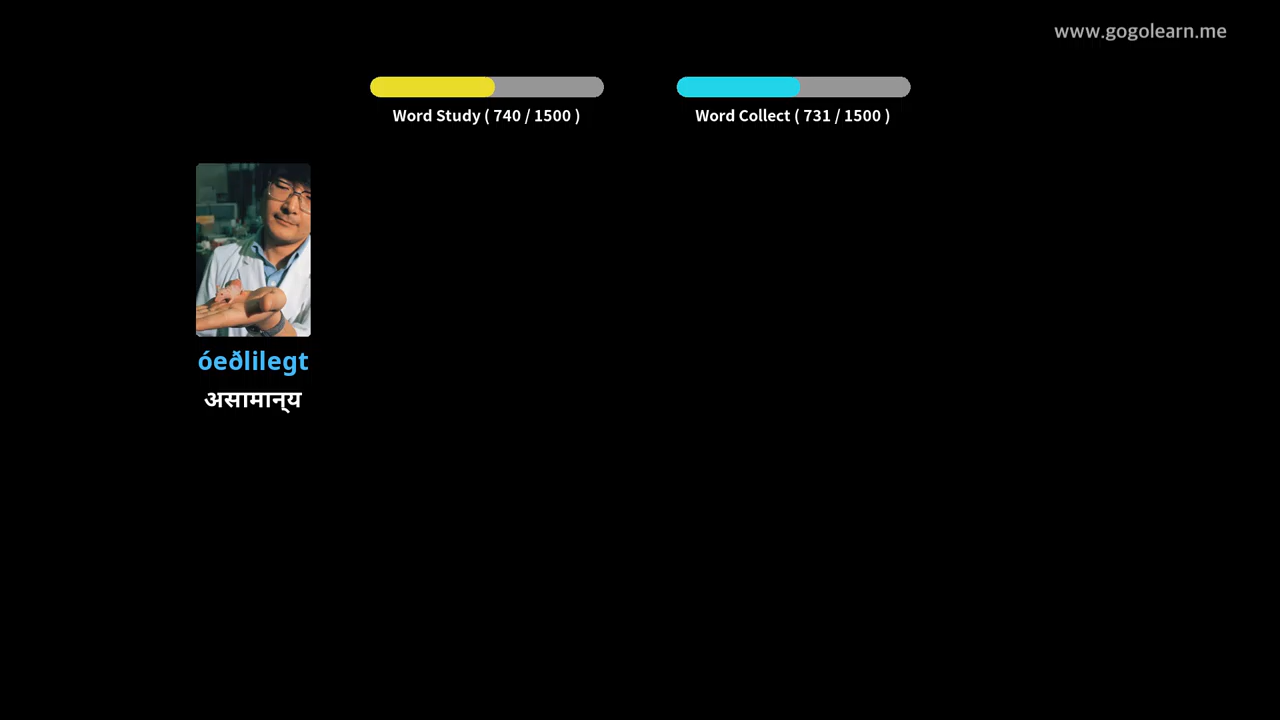 www.gogolearn.me
Word Study ( 740 / 1500 )
Word Collect ( 731 / 1500 )
óeðlilegt
असामान्य